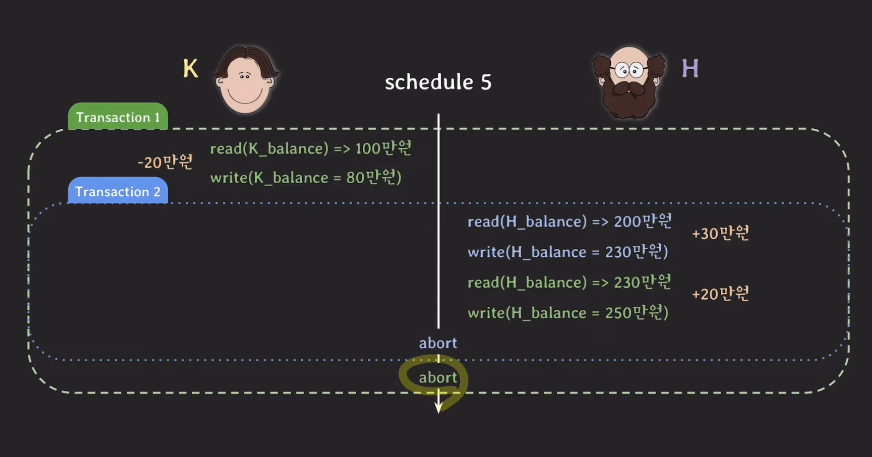 K
schedule 5
H
Transaction 1
read(K_balance) => 100만원
-20만원
write(K_balance = 80만원)
Transaction 2
read(H_balance) => 200만원
+30만원
write(H_balance = 230만원)
read(H_balance) => 230만원
+20만원
write(H_balance = 250만원)
abort
abort